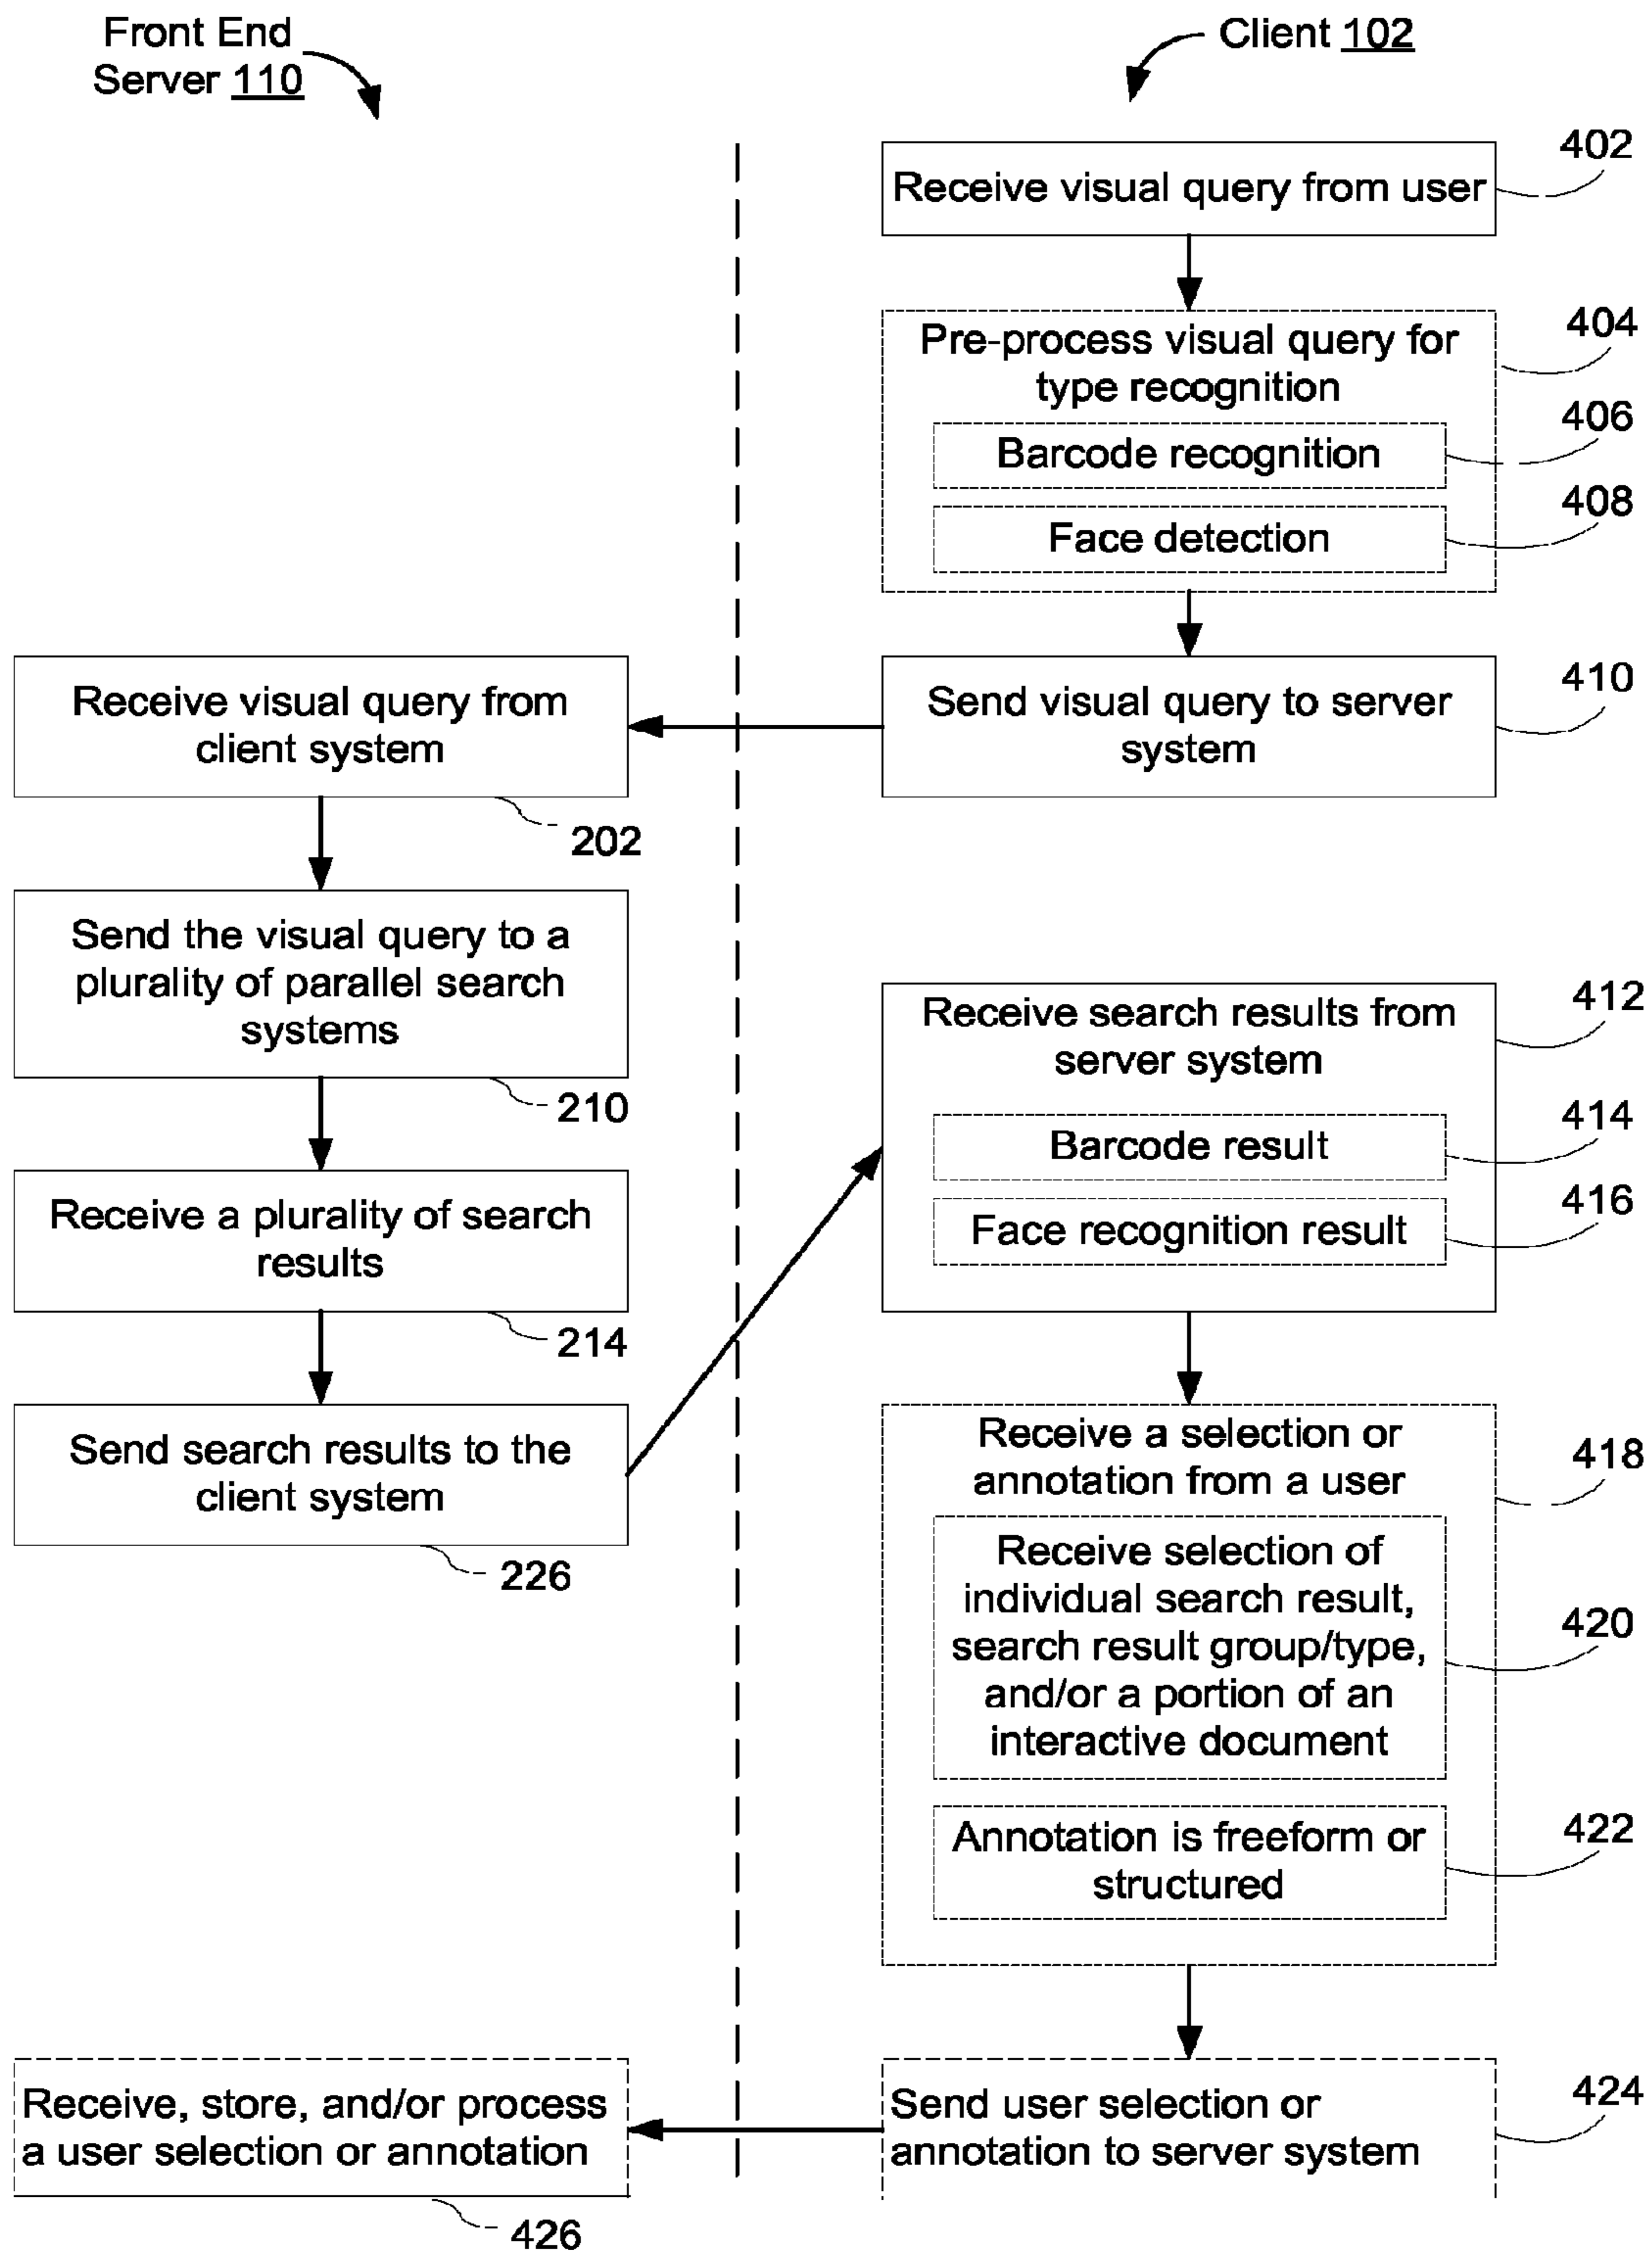 Front End
Server 110
Client 102
402
Receive visual query from user
404
Pre-process visual query for
type recognition
406
Barcode recognition
408
Face detection
410
Send visual query to server
system
Receive visual query from
client system
202
Send the visual query to a
plurality of parallel search
systems
210
412
Receive search results from
server system
414
Barcode result
416
Face recognition result
Receive a plurality of search
results
214
Send search results to the
client system
226
418
Receive a selection or
annotation from a user
420
Receive selection of
individual search result,
search result group/type,
and/or a portion of an
interactive document
422
Annotation is freeform or
structured
424
Send user selection or
annotation to server system
Receive, store, and/or process
a user selection or annotation
426